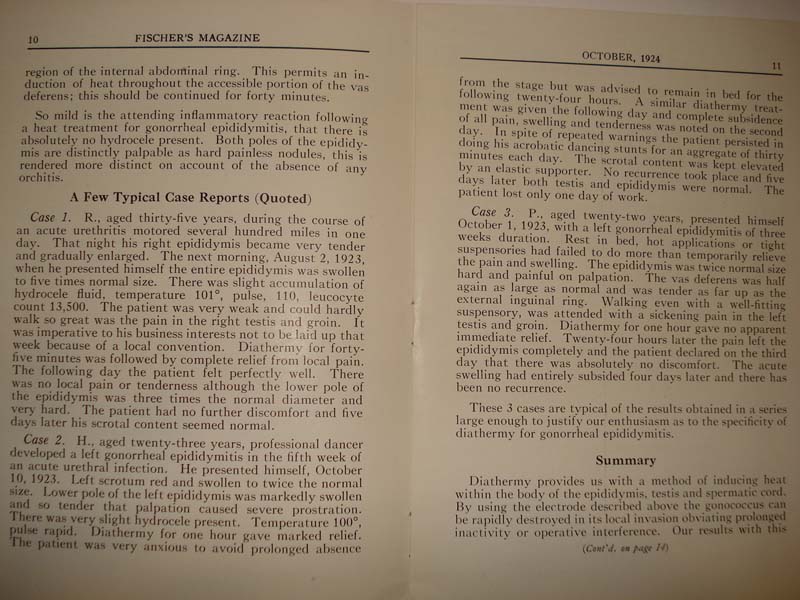 10
FISCHER'S MAGAZINE
region of the internal abdominal ring. This permits an in-
duction of heat throughout the accessible portion of the vas
deferens; this should be continued for forty minutes.
So mild is the attending inflammatory reaction following
a heat treatment for gonorrheal epididymitis, that there is
absolutely no hydrocele present. Both poles of the epididy-
mis are distinctly palpable as hard painless nodules, this is
rendered more distinct on account of the absence of any
orchitis.
A Few Typical Case Reports (Quoted)
Case 1. R., aged thirty-five years, during the course of
an acute urethritis motored several hundred miles in one
day. That night his right epididymis became very tender
and gradually enlarged. The next morning, August 2, 1923,
when he presented himself the entire epididymis was swollen
to five times normal size. There was slight accumulation of
hydrocele fluid, temperature 101°, pulse, 110, leucocyte
count 13,500. The patient was very weak and could hardly
walk so great was the pain in the right testis and groin. It
was imperative to his business interests not to be laid up that
week because of a local convention. Diathermy for forty-
five minutes was followed by complete relief from local pain.
The following day the patient felt perfectly well. There
was no local pain or tenderness although the lower pole of
the epididymis was three times the normal diameter and
very hard. The patient had no further discomfort and five
days later his scrotal content seemed normal.
Case 2. H., aged twenty-three years, professional dancer
developed a left gonorrheal epididymitis in the fifth week of
an acute urethral infection. He presented himself, October
10, 1923. Left scrotum red and swollen to twice the normal
size. Lower pole of the left epididymis was markedly swollen
and so tender that palpation caused severe prostration.
There was very slight hydrocele present. Temperature 100°,
pulse rapid. Diathermy for one hour gave marked relief.
The patient was very anxious to avoid prolonged absence
OCTOBER, 1924
11
from the stage but was advised to remain in bed for the
following twenty-four hours. A similar diathermy treat-
ment was given the following day and complete subsidence
of all pain, swelling and tenderness was noted on the second
day. In spite of repeated warnings the patient persisted in
doing his acrobatic dancing stunts for an aggregate of thirty
minutes each day. The scrotal content was kept elevated
by an elastic supporter. No recurrence took place and five
days later both testis and epididymis were normal. The
patient lost only one day of work.
Case 3. P., aged twenty-two years, presented himself
October 1, 1923, with a left gonorrheal epididymitis of three
weeks duration. Rest in bed, hot applications or tight
suspensories had failed to do more than temporarily relieve
the pain and swelling. The epididymis was twice normal size
hard and painful on palpation. The vas deferens was half
again as large as normal and was tender as far up as the
external inguinal ring. Walking even with a well-fitting
suspensory, was attended with a sickening pain in the left
testis and groin. Diathermy for one hour gave no apparent
immediate relief. Twenty-four hours later the pain left the
epididymis completely and the patient declared on the third
day that there was absolutely no discomfort. The acute
swelling had entirely subsided four days later and there has
been no recurrence.
These 3 cases are typical of the results obtained in a series
large enough to justify our enthusiasm as to the specificity of
diathermy for gonorrheal epididymitis.
Summary
Diathermy provides us with a method of inducing heat
within the body of the epididymis, testis and spermatic cord.
By using the electrode described above the gonococcus can
be rapidly destroyed in its local invasion obviating prolonged
inactivity or operative interference. Our results with this
(Cont'd. on page 14)